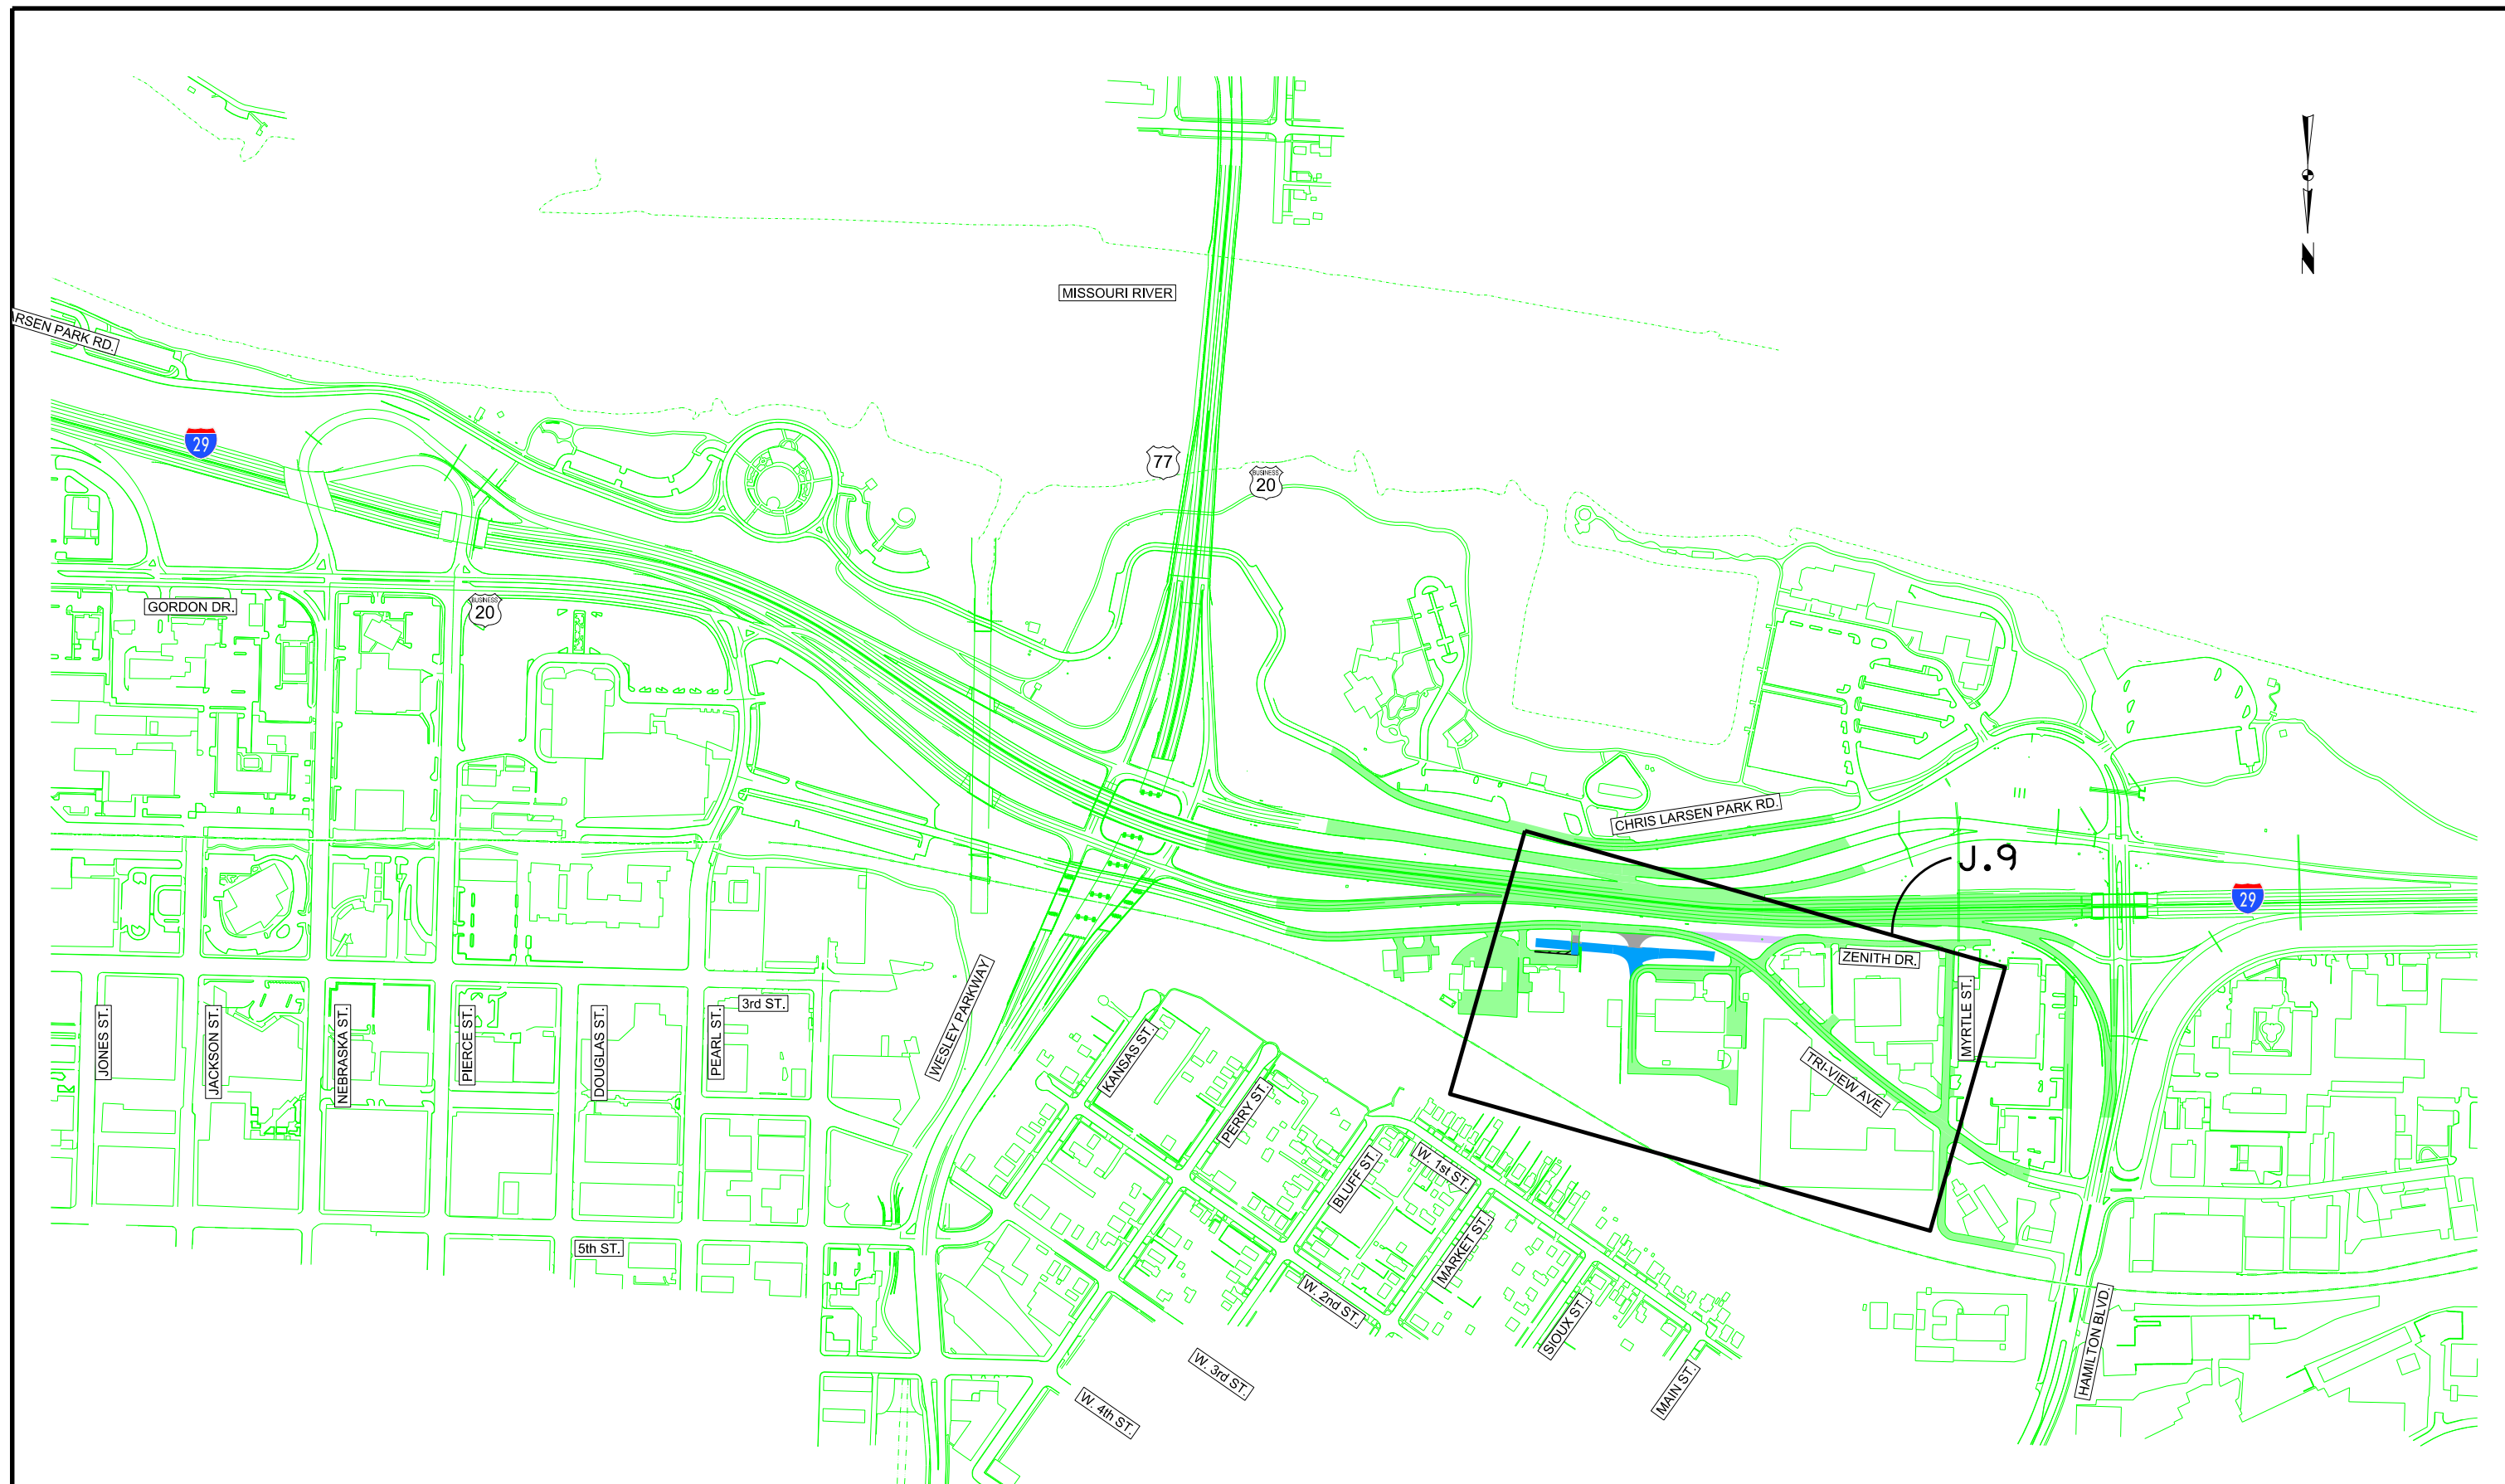 N
MISSOURI RIVER
ARSEN PARK RD.
29
77
BUSINESS
20
BUSINESS
20
GORDON DR.
CHRIS LARSEN PARK RD.
J.9
29
ZENITH DR.
MYRTLE ST.
TRI-VIEW AVE.
3rd ST.
JONES ST.
JACKSON ST.
NEBRASKA ST.
PIERCE ST.
DOUGLAS ST.
PEARL ST.
WESLEY PARKWAY
KANSAS ST.
PERRY ST.
BLUFF ST.
W. 1st ST.
MARKET ST.
5th ST.
W. 2nd ST.
SIOUX ST.
HAMILTON BLVD.
W. 3rd ST.
MAIN ST.
W. 4th ST.